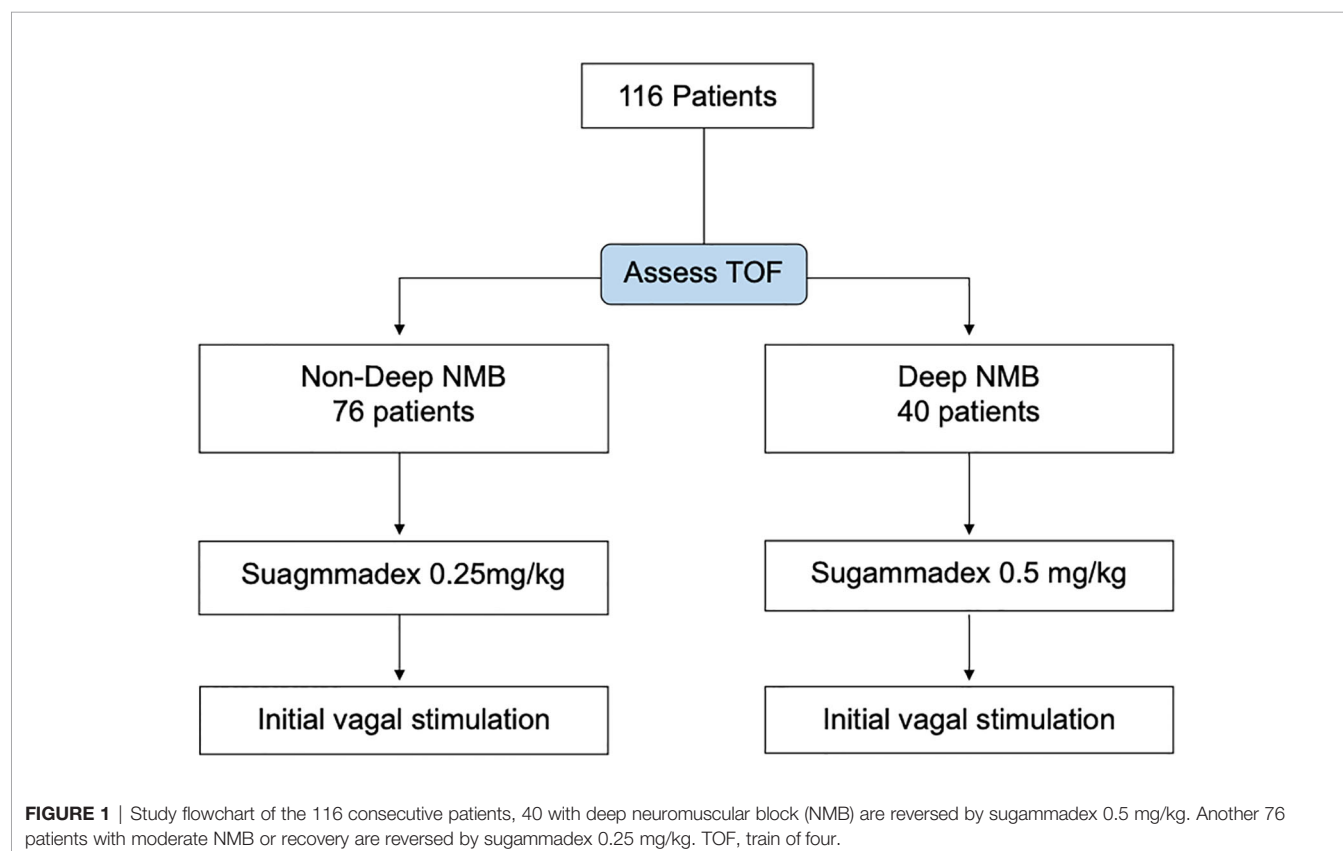 116 Patients
Assess TOF
Non-Deep NMB
76 patients
Deep NMB
40 patients
Suagmmadex 0.25mg/kg
Sugammadex 0.5 mg/kg
Initial vagal stimulation
Initial vagal stimulation
FIGURE 1 | Study flowchart of the 116 consecutive patients, 40 with deep neuromuscular block (NMB) are reversed by sugammadex 0.5 mg/kg. Another 76
patients with moderate NMB or recovery are reversed by sugammadex 0.25 mg/kg. TOF, train of four.